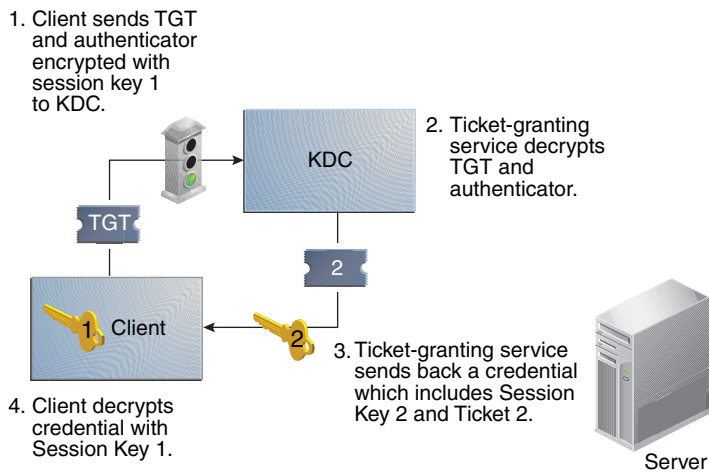 1. Client sends TGT
and authenticator
encrypted with
session key 1
to KDC.
KDC
2. Ticket-granting
service decrypts
TGT and
authenticator.
TGT
2
1 Client
2
3. Ticket-granting service
sends back a credential
which includes Session
Key 2 and Ticket 2.
4. Client decrypts
credential with
Session Key 1.
Server